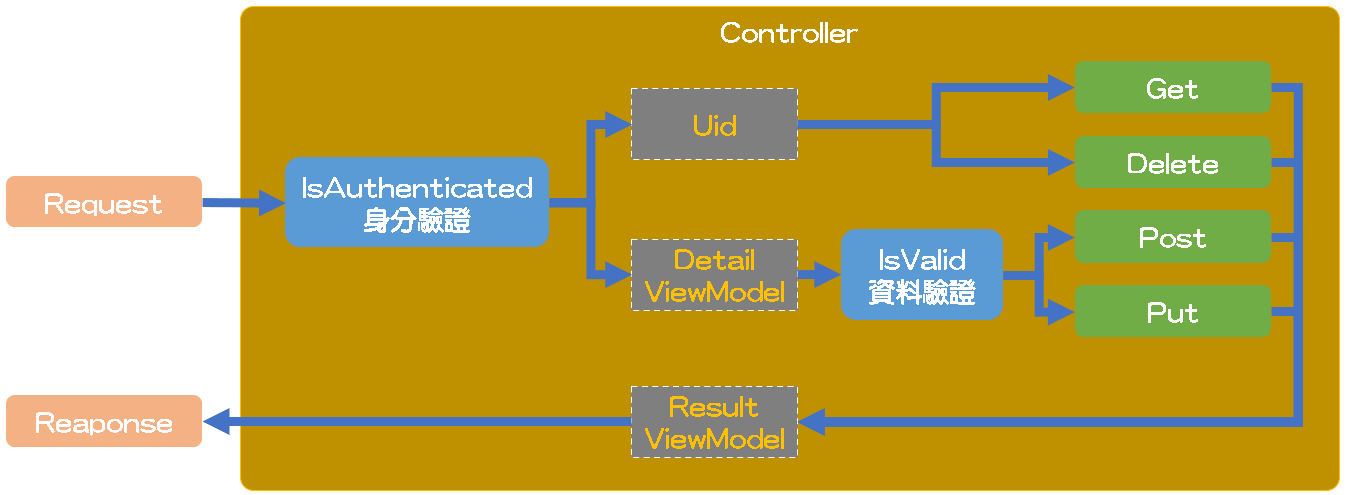 Controller
Request
IsAuthenticated
身分驗證
Uid
Get
Delete
Detail
ViewModel
IsValid
資料驗證
Post
Put
Result
ViewModel
Reaponse